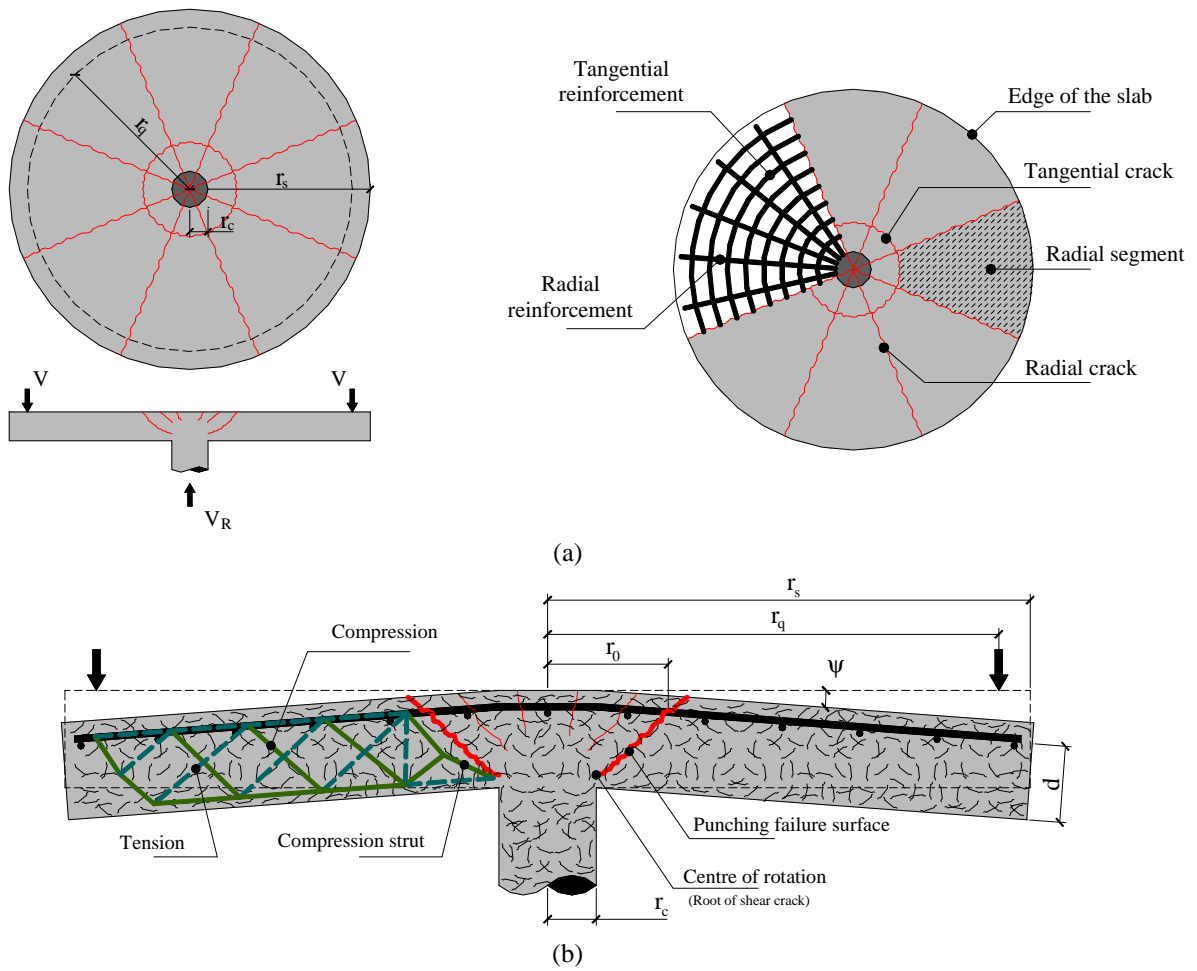 r_q
r_s
r_c
V
V
V_R
Tangential
reinforcement
Edge of the slab
Tangential crack
Radial segment
Radial
reinforcement
Radial crack
(a)
r_s
r_q
r_0
ψ
Compression
d
Tension
Compression strut
Punching failure surface
Centre of rotation
(Root of shear crack)
r_c
(b)